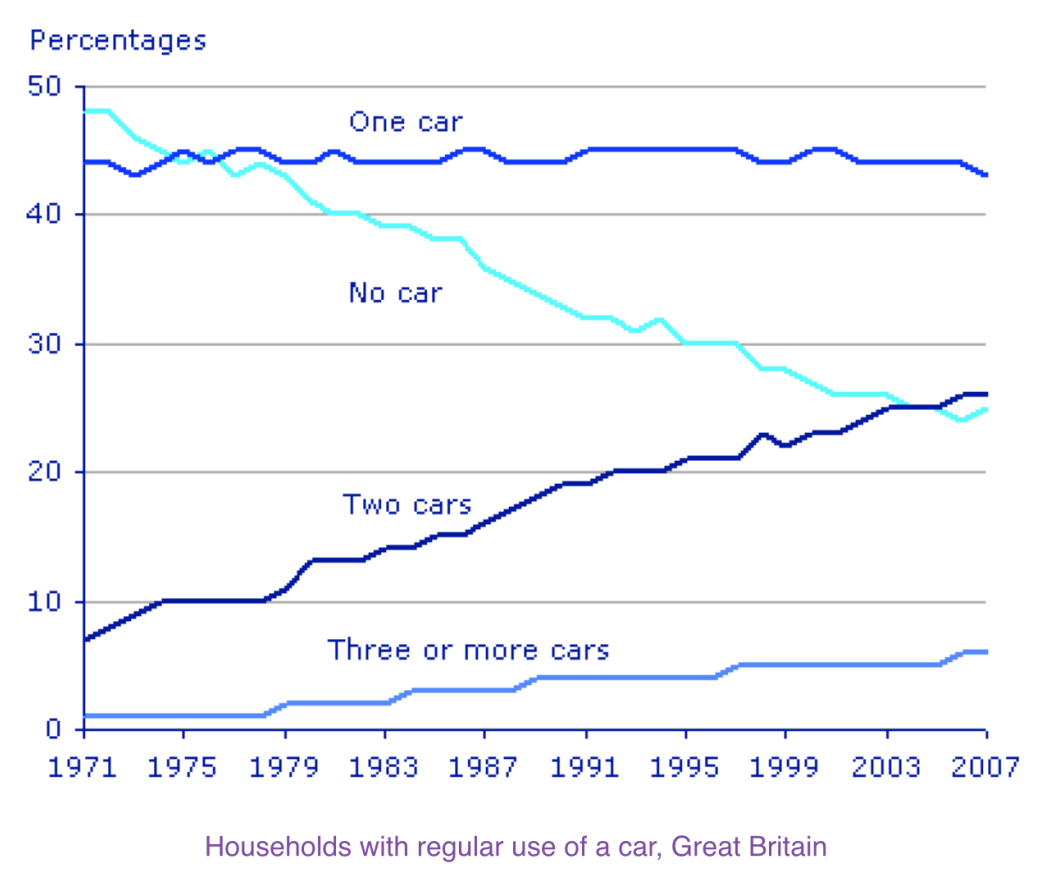 Percentages
50
One car
40
No car
30
20
Two cars
10
Three or more cars
0
1971 1975 1979 1983 1987 1991 1995 1999 2003 2007
Households with regular use of a car, Great Britain